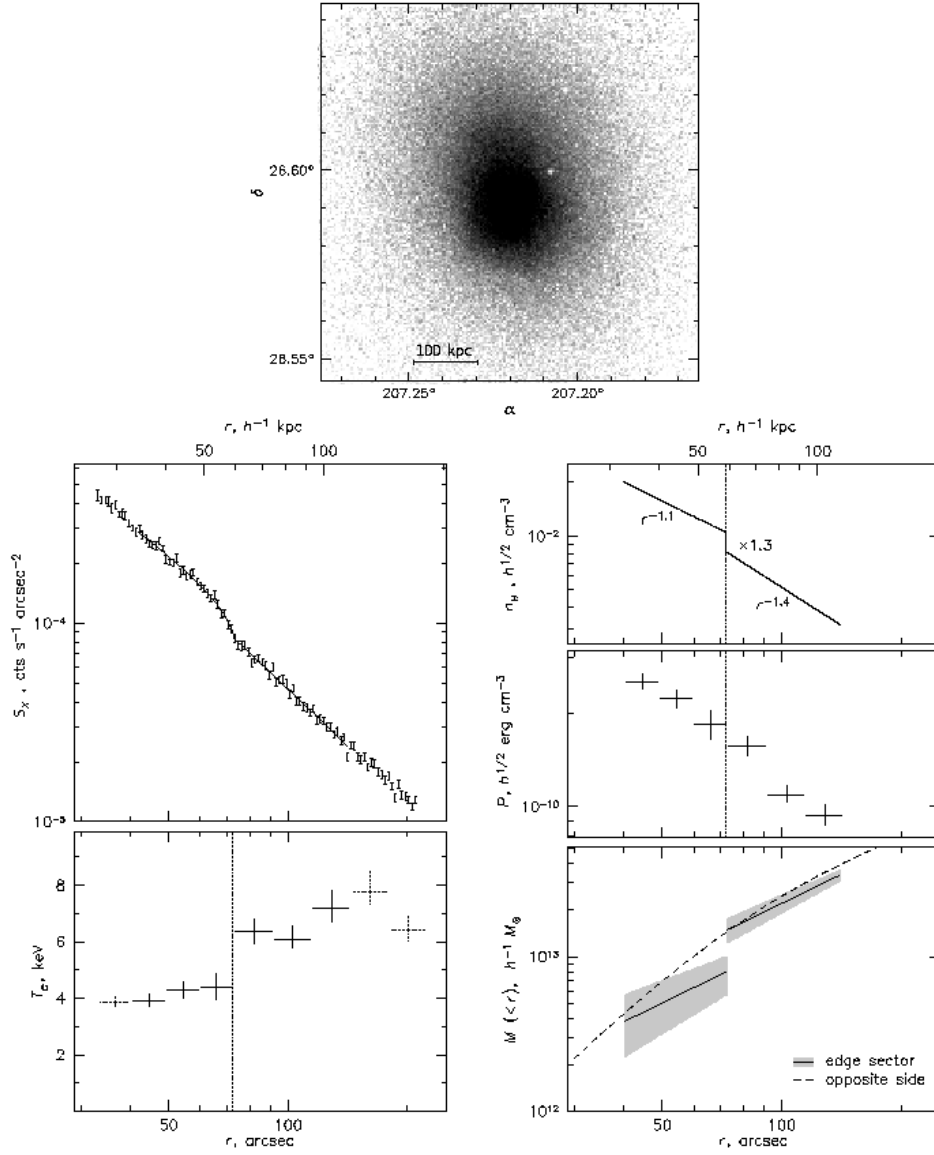 δ
26.60°
28.55°
100 kpc
207.25°
207.20°
α
r, h⁻¹ kpc
50
100
S_X , cts s⁻¹ arcsec⁻²
10⁻⁴
10⁻⁵
T_e, keV
8
6
4
2
50
100
r, arcsec
r, h⁻¹ kpc
50
100
n_H , h^1/2 cm⁻³
10⁻²
r⁻¹·¹
×1.3
r⁻¹·⁴
P, h^1/2 erg cm⁻³
10⁻¹⁰
M (<r), h⁻¹ M_⊙
10¹³
10¹²
edge sector
opposite side
50
100
r, arcsec